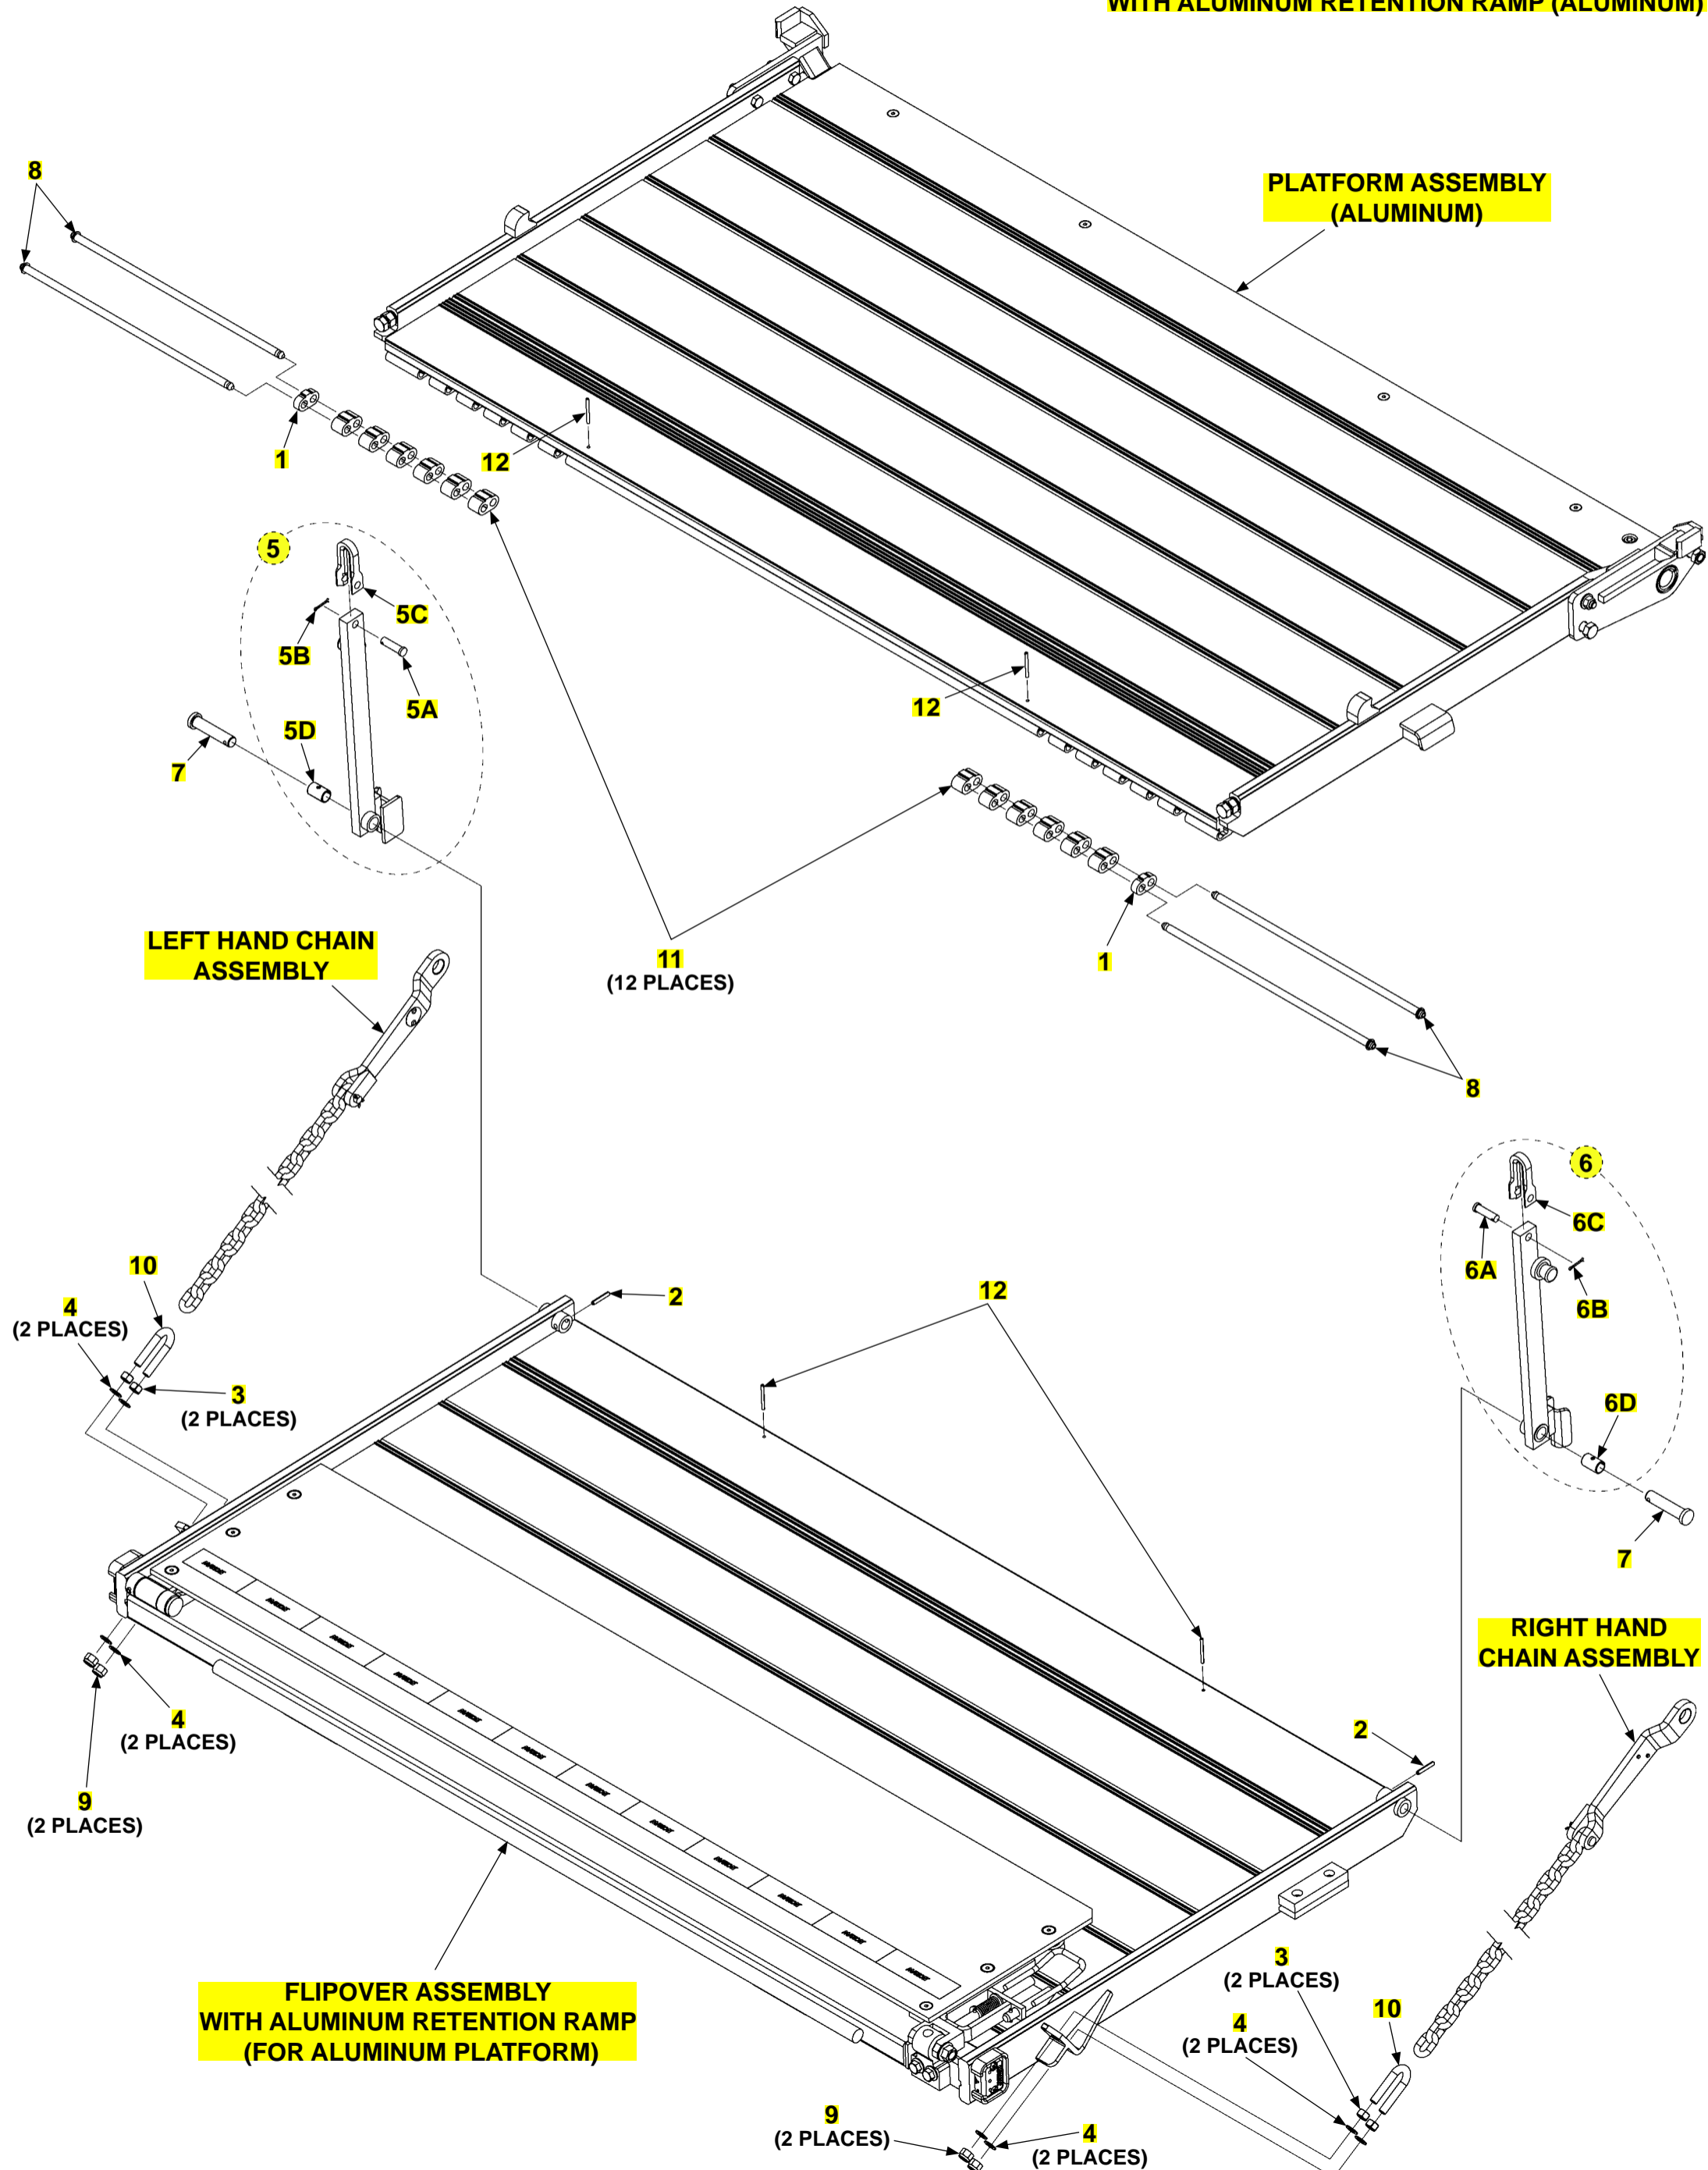 WITH ALUMINUM RETENTION RAMP (ALUMINUM)
8
PLATFORM ASSEMBLY
(ALUMINUM)
1
12
5
5C
5B
5A
12
5D
7
LEFT HAND CHAIN
ASSEMBLY
11
(12 PLACES)
1
8
6
6C
6A
6B
10
2
12
4
(2 PLACES)
3
(2 PLACES)
6D
7
RIGHT HAND
CHAIN ASSEMBLY
4
(2 PLACES)
2
9
(2 PLACES)
3
(2 PLACES)
FLIPOVER ASSEMBLY
WITH ALUMINUM RETENTION RAMP
(FOR ALUMINUM PLATFORM)
10
4
(2 PLACES)
9
(2 PLACES)
4
(2 PLACES)